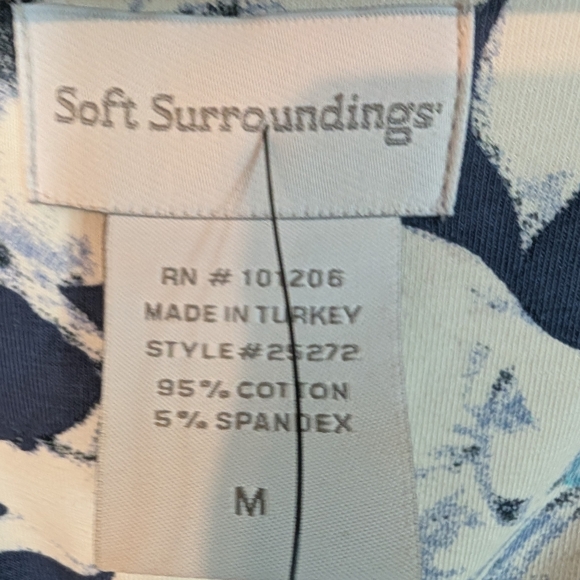 Soft Surroundings
RN # 101206
MADE IN TURKEY
STYLE#25272
95% COTTON
5% SPANDEX
M